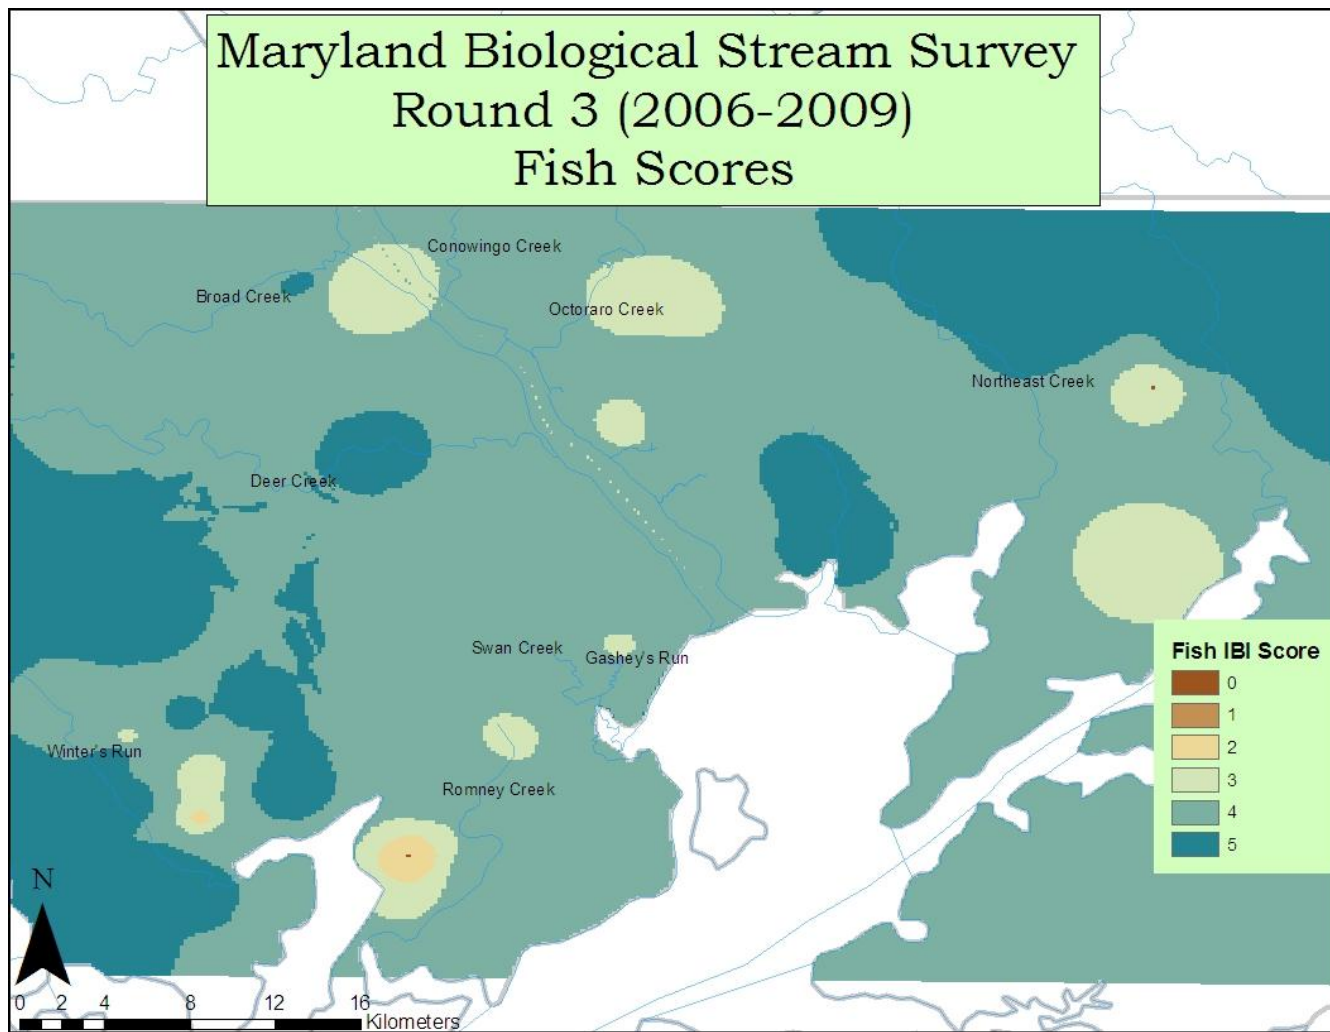 Maryland Biological Stream Survey
Round 3 (2006-2009)
Fish Scores
Conowingo Creek
Broad Creek
Octoraro Creek
Northeast Creek
Deer Creek
Swan Creek
Gashey's Run
Winter's Run
Romney Creek
Fish IBI Score
0
1
2
3
4
5
N
0 2 4 8 12 16
Kilometers